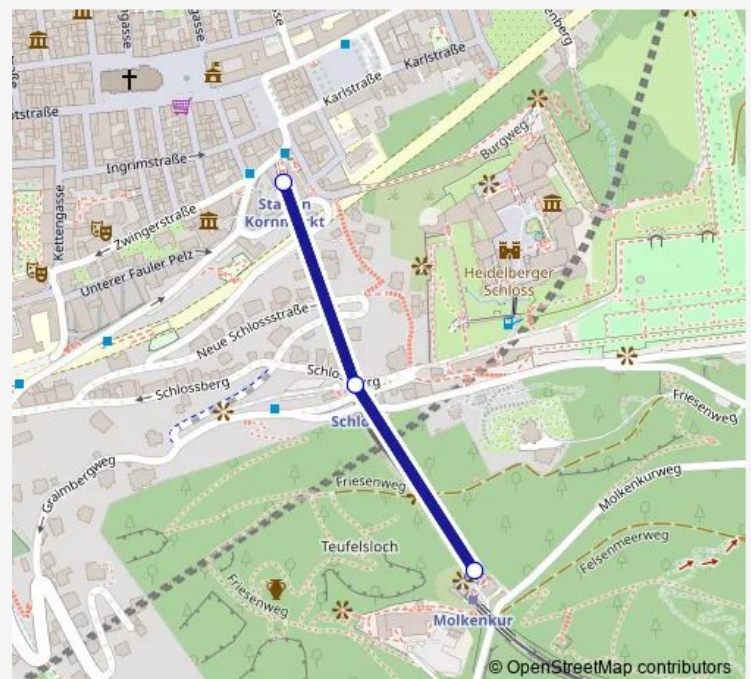 Karlstraße
Karlstraße
Ingrimstraße
Burgweg
Kettengasse
Zwingerstraße
Kornmarkt
Unterer Fauler Pelz
Heidelberger
Schloss
Neue Schlossstraße
Schlossberg
Graimbergweg
Friesenweg
Friesenweg
Molkenkurweg
Felsenmeerweg
Teufelsloch
Friesenweg
Molkenkur
© OpenStreetMap contributors